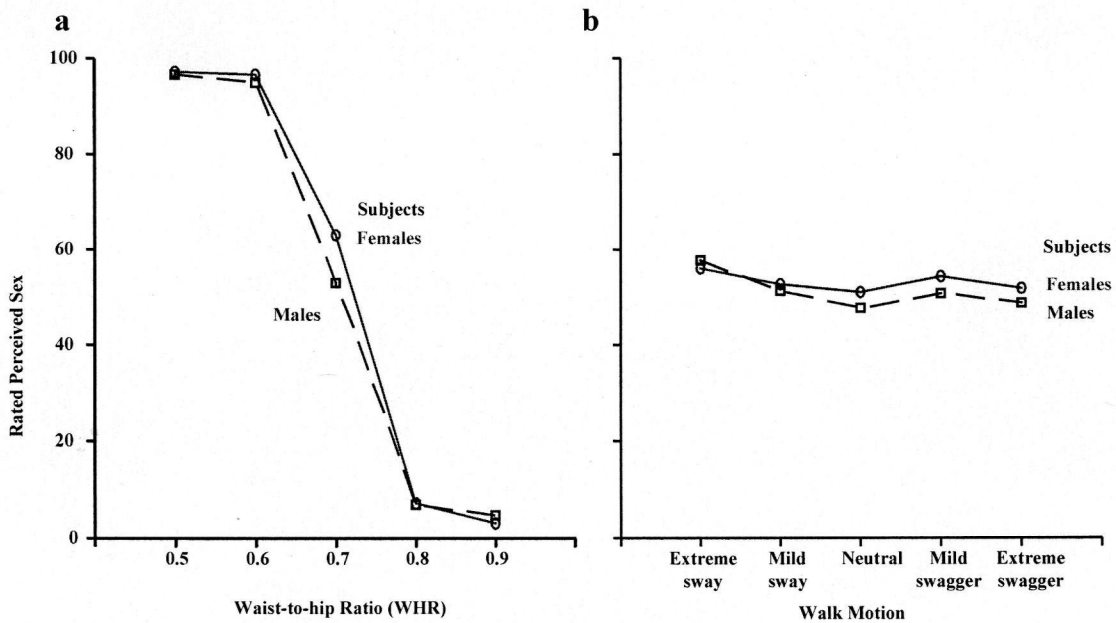 a
100
80
60
40
20
0
Rated Perceived Sex
Subjects
Females
Males
0.5 0.6 0.7 0.8 0.9
Waist-to-hip Ratio (WHR)
b
Subjects
Females
Males
Extreme sway
Mild sway
Neutral
Mild swagger
Extreme swagger
Walk Motion